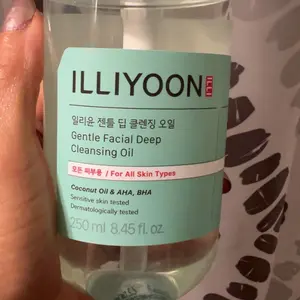 ILLIYOON
일리윤 젠틀 딥 클렌징 오일
Gentle Facial Deep
Cleansing Oil
모든 피부용 / For All Skin Types
Coconut Oil & AHA, BHA
Sensitive skin tested
Dermatologically tested
250 ml 8.45 fl. oz.